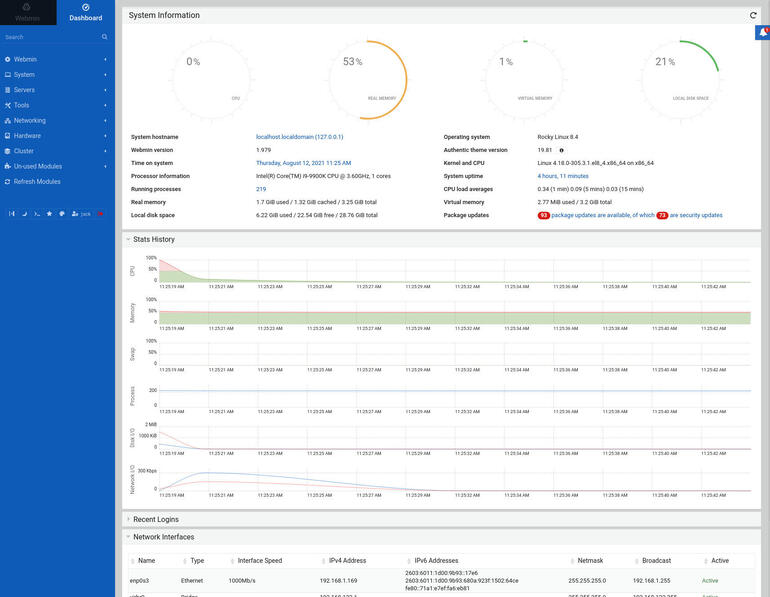 Webmin
Dashboard
Search
Webmin
System
Servers
Tools
Networking
Hardware
Cluster
Un-used Modules
Refresh Modules
jack
System Information
0%
CPU
53%
REAL MEMORY
1%
VIRTUAL MEMORY
21%
LOCAL DISK SPACE
System hostname localhost.localdomain (127.0.0.1) Operating system Rocky Linux 8.4
Webmin version 1.979 Authentic theme version 19.81
Time on system Thursday, August 12, 2021 11:25 AM Kernel and CPU Linux 4.18.0-305.3.1.el8_4.x86_64 on x86_64
Processor information Intel(R) Core(TM) i9-9900K CPU @ 3.60GHz, 1 cores System uptime 4 hours, 11 minutes
Running processes 219 CPU load averages 0.34 (1 min) 0.09 (5 mins) 0.03 (15 mins)
Real memory 1.7 GiB used / 1.32 GiB cached / 3.25 GiB total Virtual memory 2.77 MiB used / 3.2 GiB total
Local disk space 6.22 GiB used / 22.54 GiB free / 28.76 GiB total Package updates 93 package updates are available, of which 73 are security updates
Stats History
CPU
100%
50%
0
11:25:19 AM 11:25:21 AM 11:25:23 AM 11:25:25 AM 11:25:27 AM 11:25:29 AM 11:25:32 AM 11:25:34 AM 11:25:36 AM 11:25:38 AM 11:25:40 AM 11:25:42 AM
Memory
100%
50%
0
11:25:19 AM 11:25:21 AM 11:25:23 AM 11:25:25 AM 11:25:27 AM 11:25:29 AM 11:25:32 AM 11:25:34 AM 11:25:36 AM 11:25:38 AM 11:25:40 AM 11:25:42 AM
Swap
100%
50%
0
11:25:19 AM 11:25:21 AM 11:25:23 AM 11:25:25 AM 11:25:27 AM 11:25:29 AM 11:25:32 AM 11:25:34 AM 11:25:36 AM 11:25:38 AM 11:25:40 AM 11:25:42 AM
Process
200
0
11:25:19 AM 11:25:21 AM 11:25:23 AM 11:25:25 AM 11:25:27 AM 11:25:29 AM 11:25:32 AM 11:25:34 AM 11:25:36 AM 11:25:38 AM 11:25:40 AM 11:25:42 AM
Disk I/O
2 MiB
1000 KiB
0
11:25:19 AM 11:25:21 AM 11:25:23 AM 11:25:25 AM 11:25:27 AM 11:25:29 AM 11:25:32 AM 11:25:34 AM 11:25:36 AM 11:25:38 AM 11:25:40 AM 11:25:42 AM
Network I/O
300 Kbps
0
11:25:19 AM 11:25:21 AM 11:25:23 AM 11:25:25 AM 11:25:27 AM 11:25:29 AM 11:25:32 AM 11:25:34 AM 11:25:36 AM 11:25:38 AM 11:25:40 AM 11:25:42 AM
Recent Logins
Network Interfaces
Name Type Interface Speed IPv4 Address IPv6 Addresses Netmask Broadcast Active
2603:6011:1d00:9b93::17e6
enp0s3 Ethernet 1000Mb/s 192.168.1.169 2603:6011:1d00:9b93:680a:923f:1502:64ce 255.255.255.0 192.168.1.255 Active
fe80::71a1:e7ef:fa6:eb81